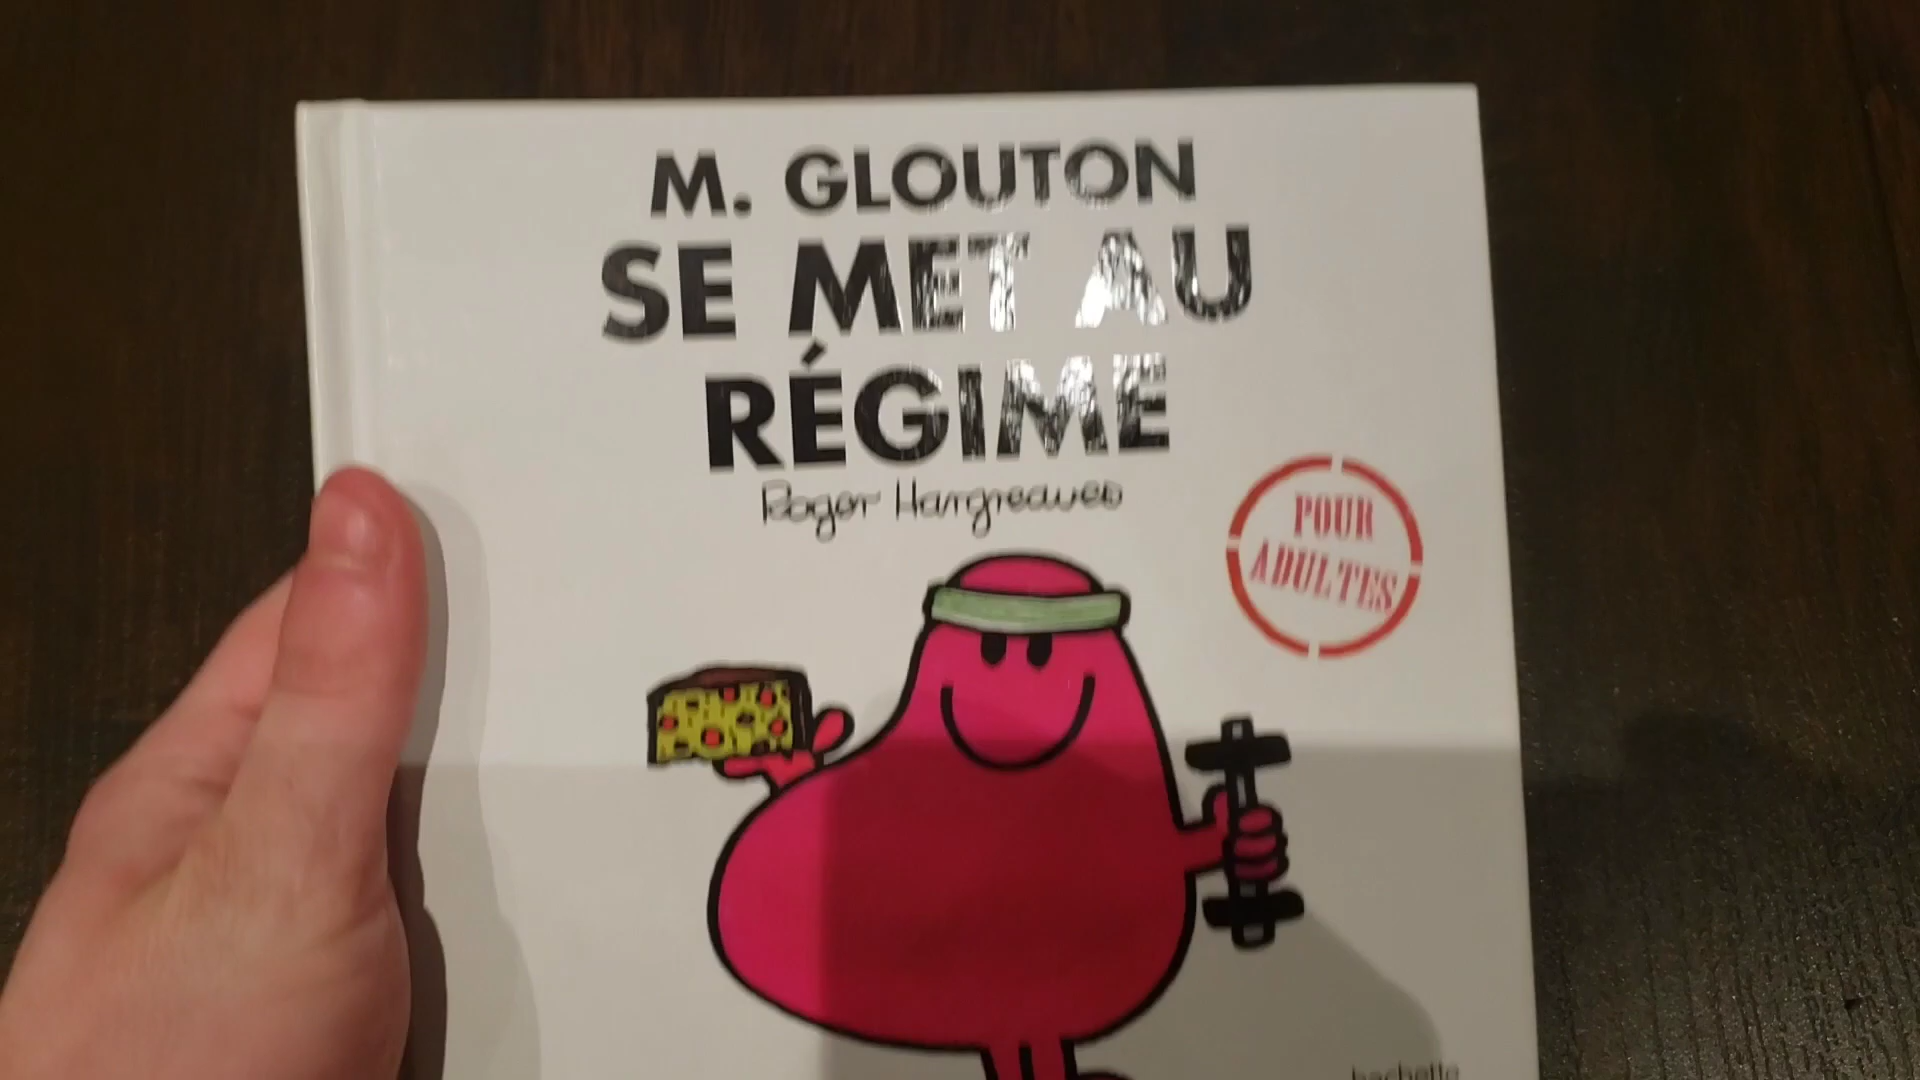 M. GLOUTON
SE MET AU
RÉGIME
Roger Hargreaves
POUR
ADULTES
hachette